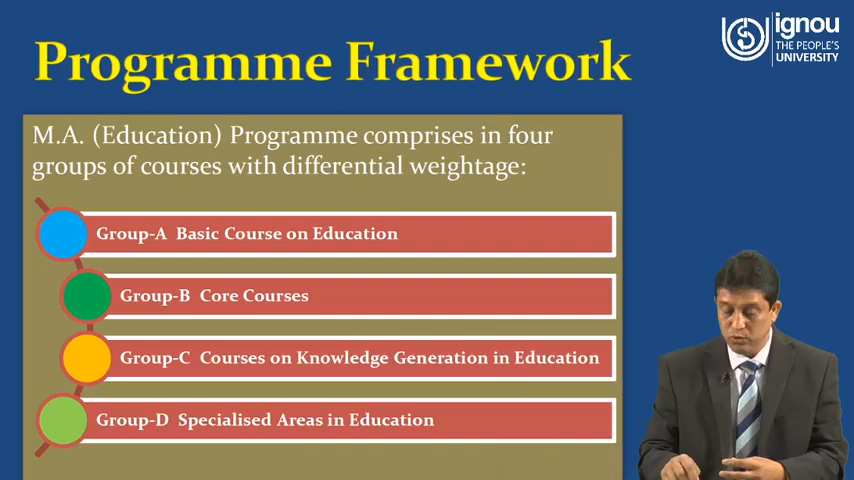 Programme Framework
ignou
THE PEOPLE'S
UNIVERSITY
M.A. (Education) Programme comprises in four
groups of courses with differential weightage:
Group-A Basic Course on Education
Group-B Core Courses
Group-C Courses on Knowledge Generation in Education
Group-D Specialised Areas in Education